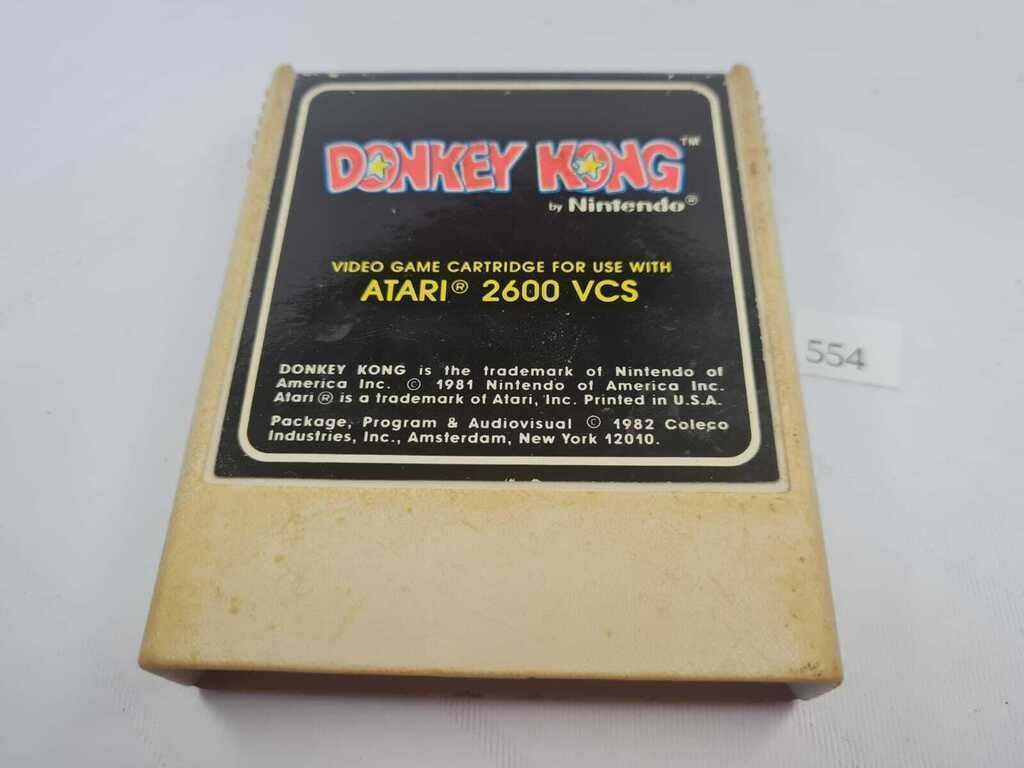 DONKEY KONG™
by Nintendo®
VIDEO GAME CARTRIDGE FOR USE WITH
ATARI® 2600 VCS
554
DONKEY KONG is the trademark of Nintendo of
America Inc. © 1981 Nintendo of America Inc.
Atari ® is a trademark of Atari, Inc. Printed in U.S.A.
Package, Program & Audiovisual © 1982 Coleco
Industries, Inc., Amsterdam, New York 12010.